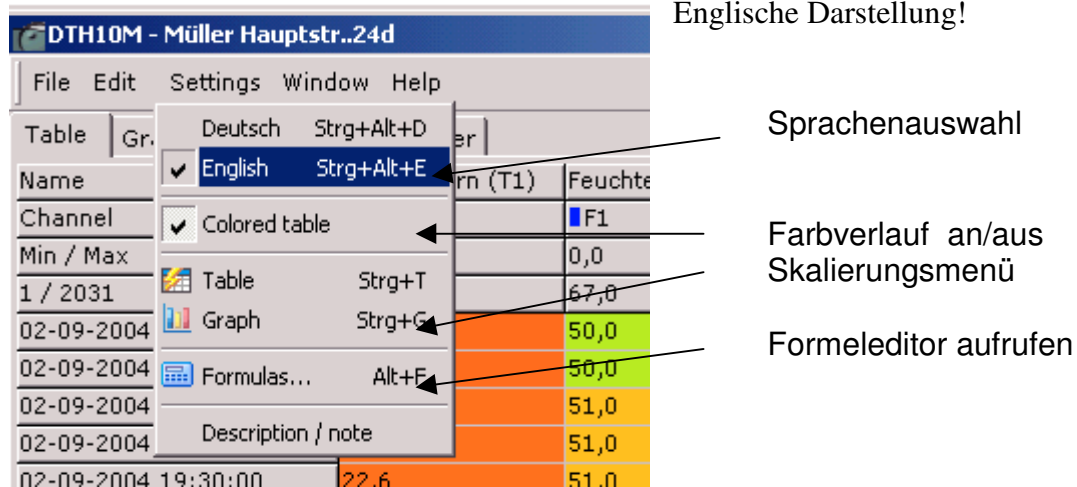 Englische Darstellung!
DTH10M - Müller Hauptstr..24d
File Edit Settings Window Help
Table
Deutsch Strg+Alt+D
English Strg+Alt+E
Sprachenauswahl
Name (T1) Feuchte
Channel F1
Colored table
Farbverlauf an/aus
Min / Max 0,0
Skalierungsmenü
Table Strg+T
1 / 2031 67,0
Graph Strg+G
02-09-2004 50,0
Formeleditor aufrufen
02-09-2004 50,0
Formulas... Alt+F
02-09-2004 51,0
Description / note
02-09-2004 51,0
02-09-2004 19:30:00 22,6 51,0